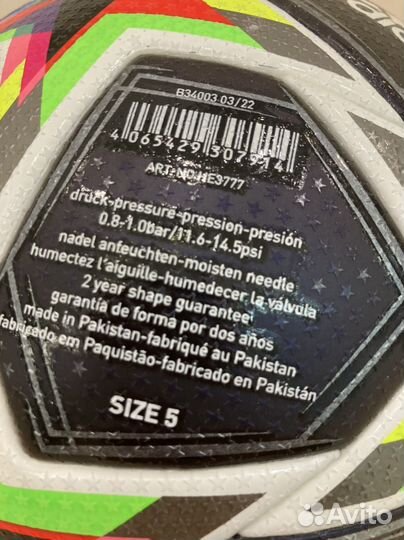 B34003 03/22
4 065429 307914
ART-NO.HE3777
druck-pressure-pression-presión
0.8-1.0bar/11.6-14.5psi
nadel anfeuchten-moisten needle
humectez l'aiguille-humedecer la válvula
2 year shape guarantee!
garantía de forma por dos años
made in Pakistan-fabriqué au Pakistan
fabricado em Paquistão-fabricado en Pakistán
SIZE 5
Avito